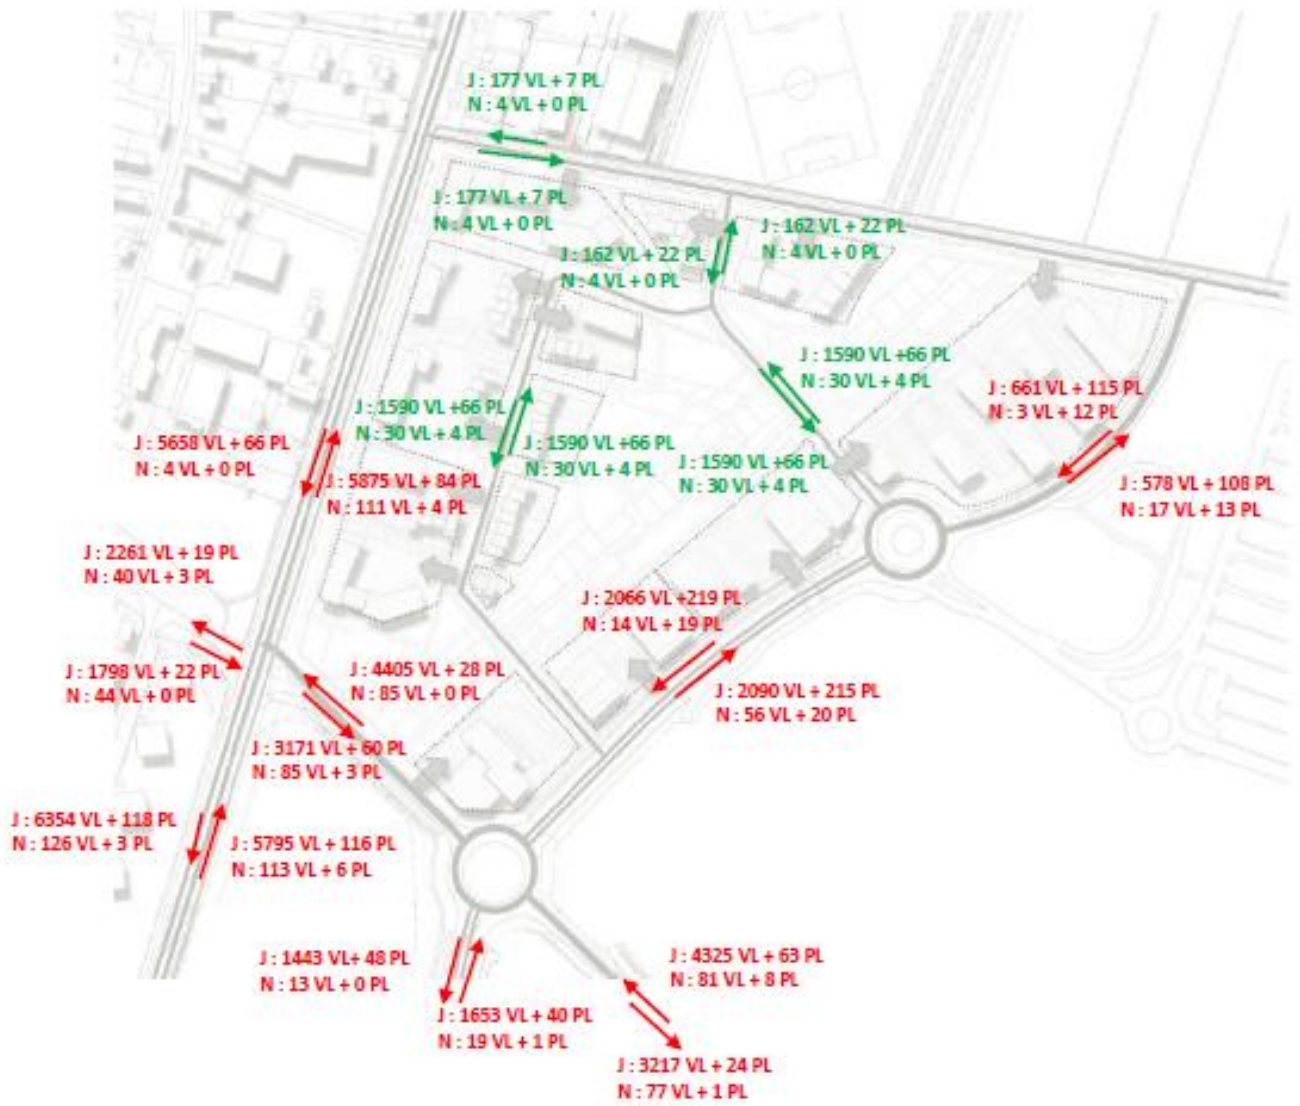 J : 177 VL + 7 PL
N : 4 VL + 0 PL
J : 177 VL + 7 PL
N : 4 VL + 0 PL
J : 162 VL + 22 PL
N : 4 VL + 0 PL
J : 162 VL + 22 PL
N : 4 VL + 0 PL
J : 1590 VL +66 PL
N : 30 VL + 4 PL
J : 661 VL + 115 PL
N : 3 VL + 12 PL
J : 1590 VL +66 PL
N : 30 VL + 4 PL
J : 5658 VL + 66 PL
N : 4 VL + 0 PL
J : 1590 VL +66 PL
N : 30 VL + 4 PL
J : 1590 VL +66 PL
N : 30 VL + 4 PL
J : 5875 VL + 84 PL
N : 111 VL + 4 PL
J : 578 VL + 108 PL
N : 17 VL + 13 PL
J : 2261 VL + 19 PL
N : 40 VL + 3 PL
J : 2066 VL +219 PL
N : 14 VL + 19 PL
J : 1798 VL + 22 PL
N : 44 VL + 0 PL
J : 4405 VL + 28 PL
N : 85 VL + 0 PL
J : 2090 VL + 215 PL
N : 56 VL + 20 PL
J : 3171 VL + 60 PL
N : 85 VL + 3 PL
J : 6354 VL + 118 PL
N : 126 VL + 3 PL
J : 5795 VL + 116 PL
N : 113 VL + 6 PL
J : 1443 VL+ 48 PL
N : 13 VL + 0 PL
J : 4325 VL + 63 PL
N : 81 VL + 8 PL
J : 1653 VL + 40 PL
N : 19 VL + 1 PL
J : 3217 VL + 24 PL
N : 77 VL + 1 PL